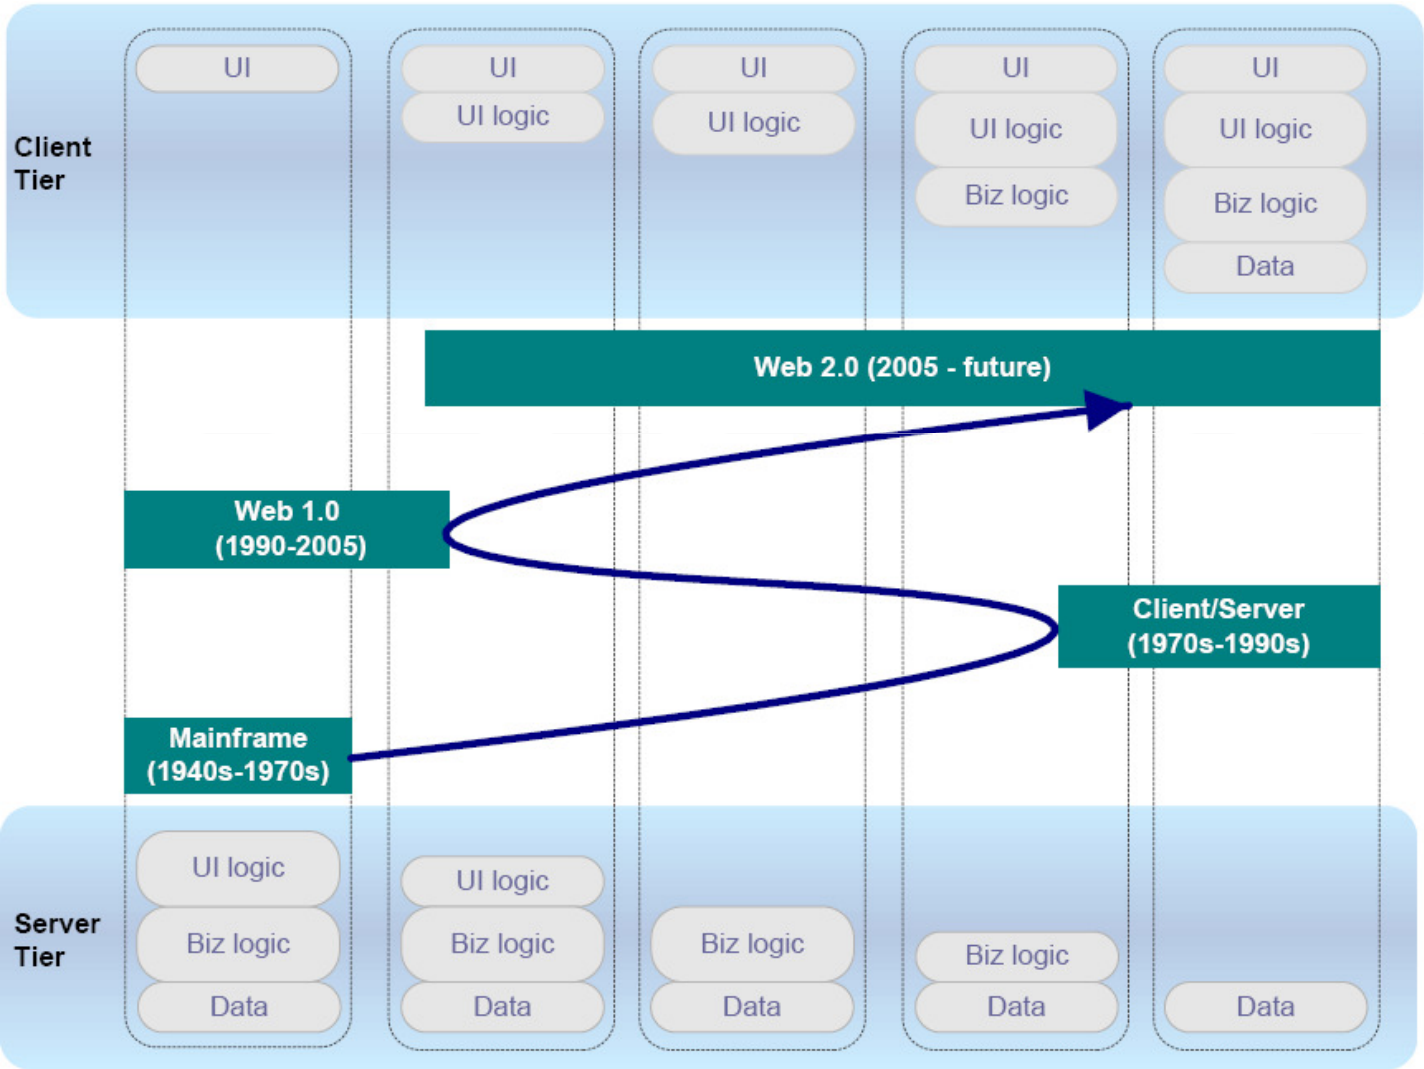 UI
UI
UI
UI
UI
UI logic
UI logic
UI logic
UI logic
Client
Tier
Biz logic
Biz logic
Data
Web 2.0 (2005 - future)
Web 1.0
(1990-2005)
Client/Server
(1970s-1990s)
Mainframe
(1940s-1970s)
UI logic
UI logic
Server
Tier
Biz logic
Biz logic
Biz logic
Biz logic
Data
Data
Data
Data
Data